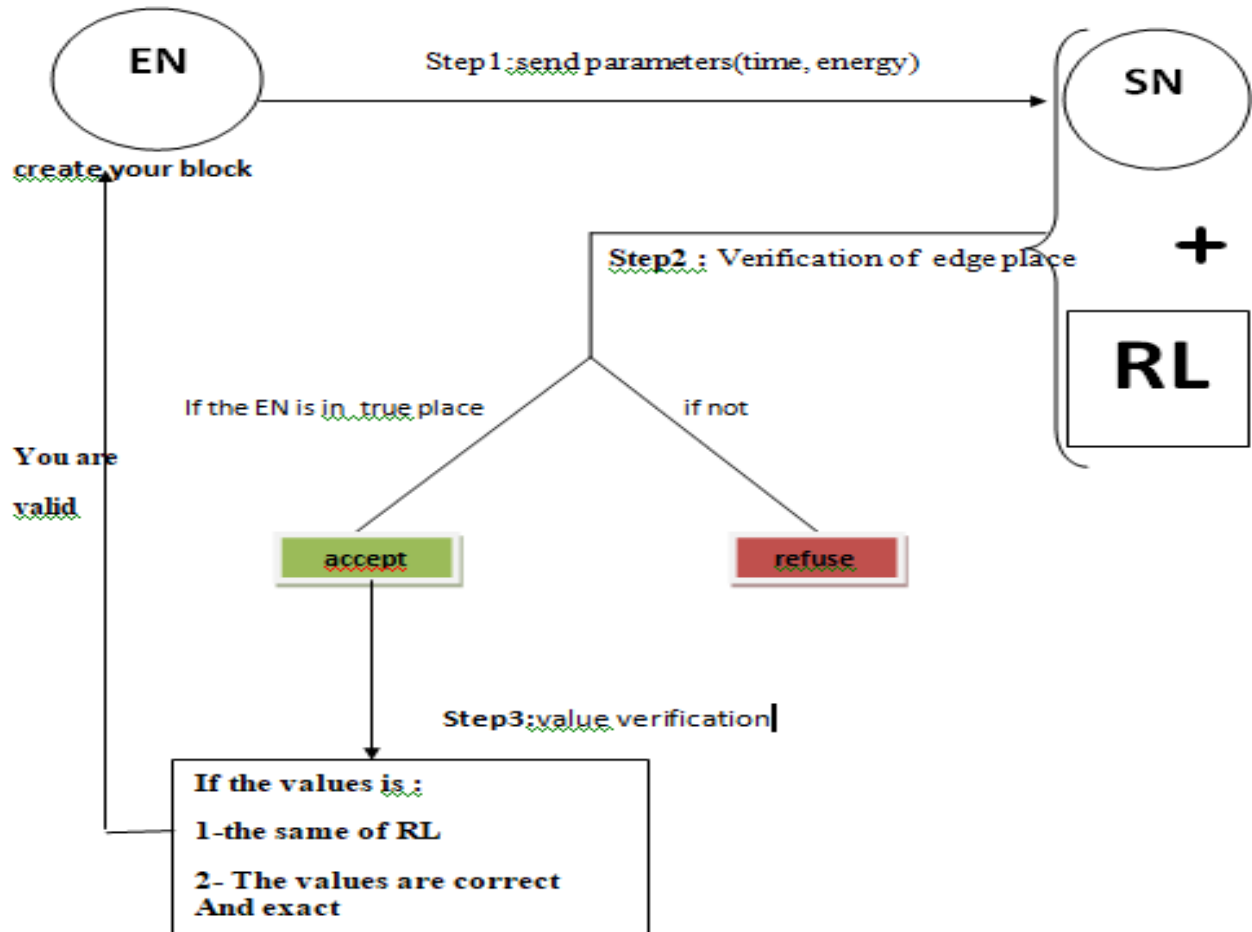 EN
Step1:send parameters(time, energy)
SN
create your block
+
Step2 : Verification of edge place
RL
If the EN is in true place
if not
You are
valid
accept
refuse
Step3:value verification
If the values is :
1-the same of RL
2- The values are correct
And exact